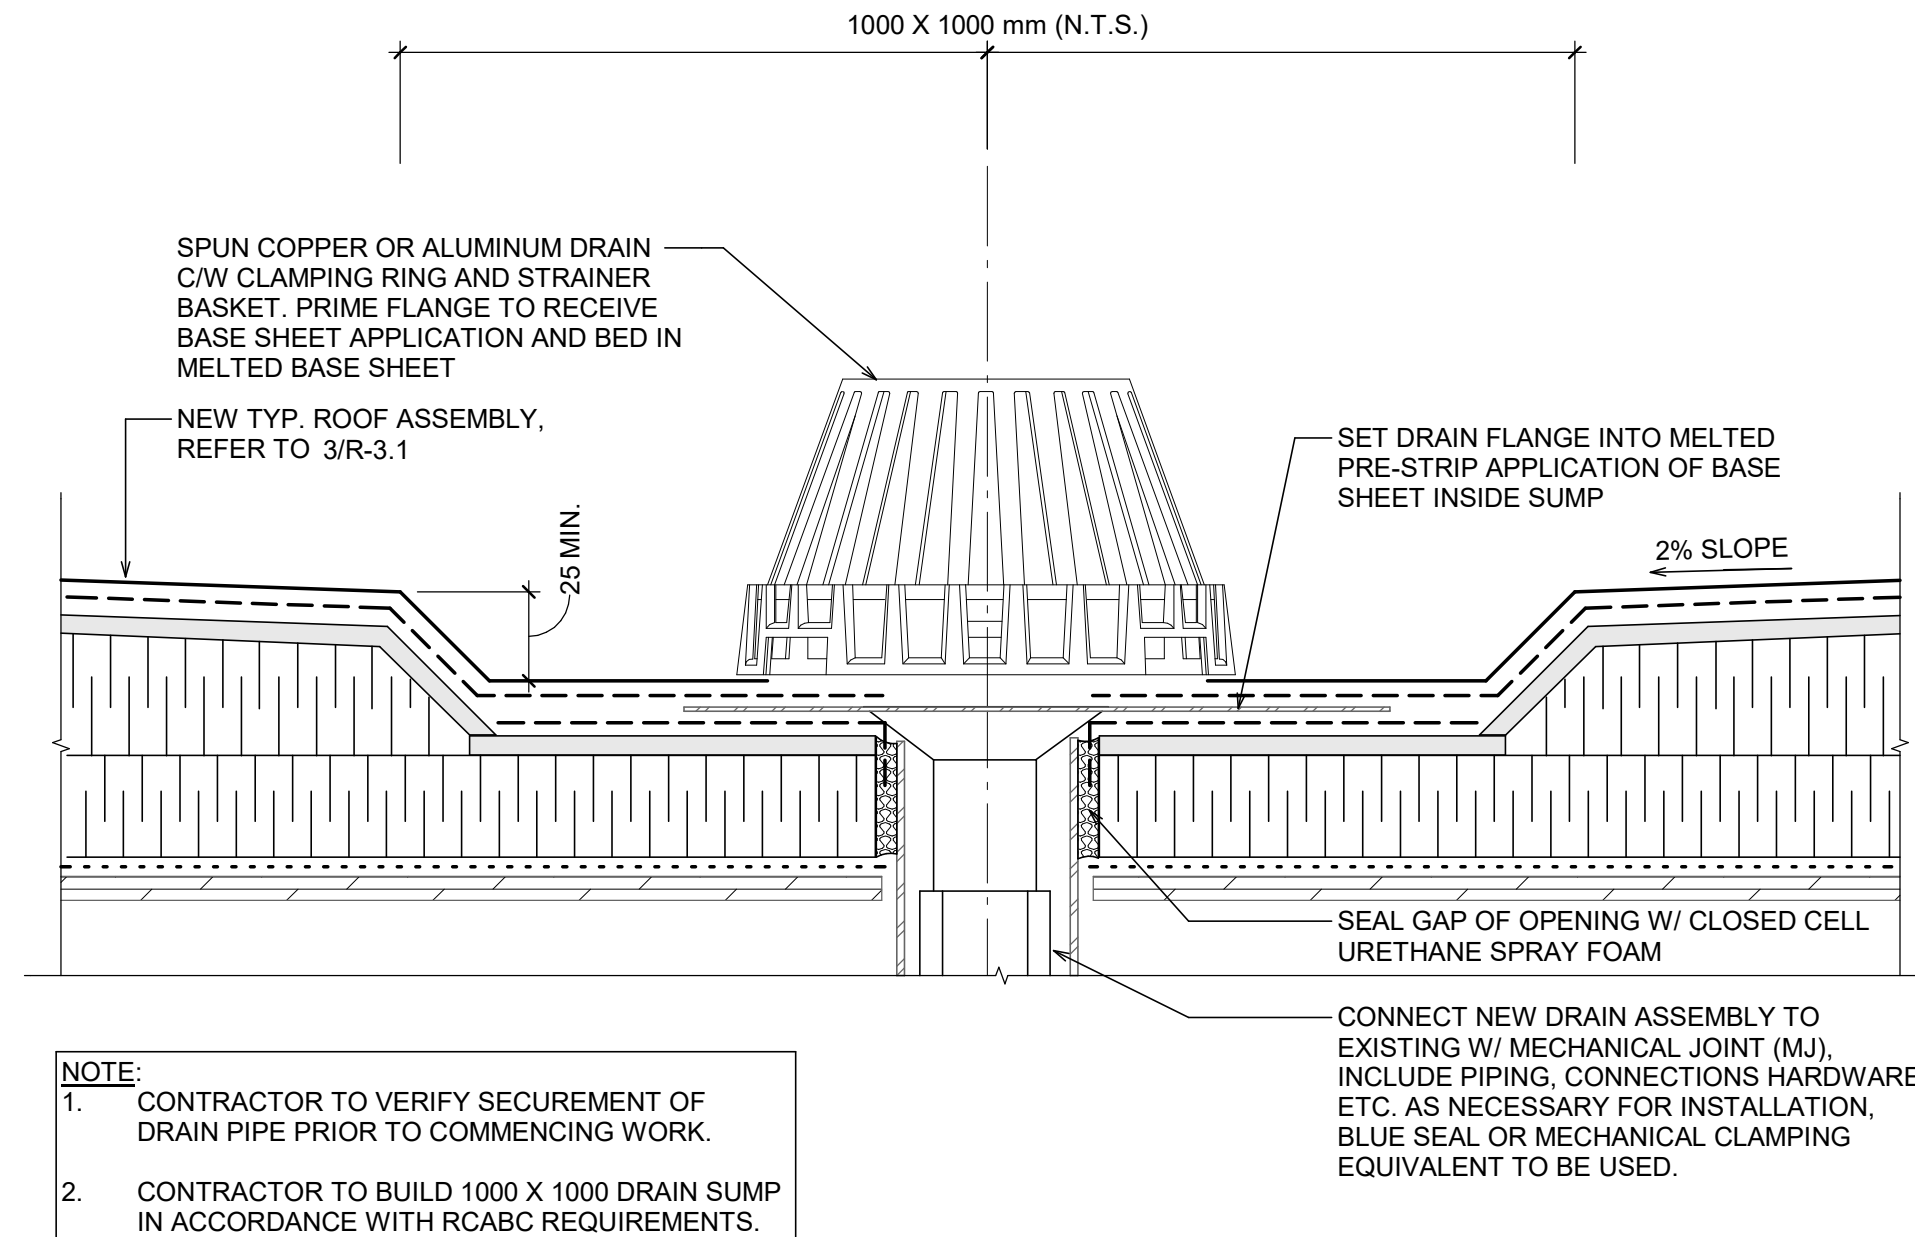 1000 X 1000 mm (N.T.S.)
SPUN COPPER OR ALUMINUM DRAIN
C/W CLAMPING RING AND STRAINER
BASKET. PRIME FLANGE TO RECEIVE
BASE SHEET APPLICATION AND BED IN
MELTED BASE SHEET
NEW TYP. ROOF ASSEMBLY,
REFER TO 3/R-3.1
25 MIN.
SET DRAIN FLANGE INTO MELTED
PRE-STRIP APPLICATION OF BASE
SHEET INSIDE SUMP
2% SLOPE
SEAL GAP OF OPENING W/ CLOSED CELL
URETHANE SPRAY FOAM
CONNECT NEW DRAIN ASSEMBLY TO
EXISTING W/ MECHANICAL JOINT (MJ),
INCLUDE PIPING, CONNECTIONS HARDWARE
ETC. AS NECESSARY FOR INSTALLATION,
BLUE SEAL OR MECHANICAL CLAMPING
EQUIVALENT TO BE USED.
NOTE:
1. CONTRACTOR TO VERIFY SECUREMENT OF
DRAIN PIPE PRIOR TO COMMENCING WORK.
2. CONTRACTOR TO BUILD 1000 X 1000 DRAIN SUMP
IN ACCORDANCE WITH RCABC REQUIREMENTS.